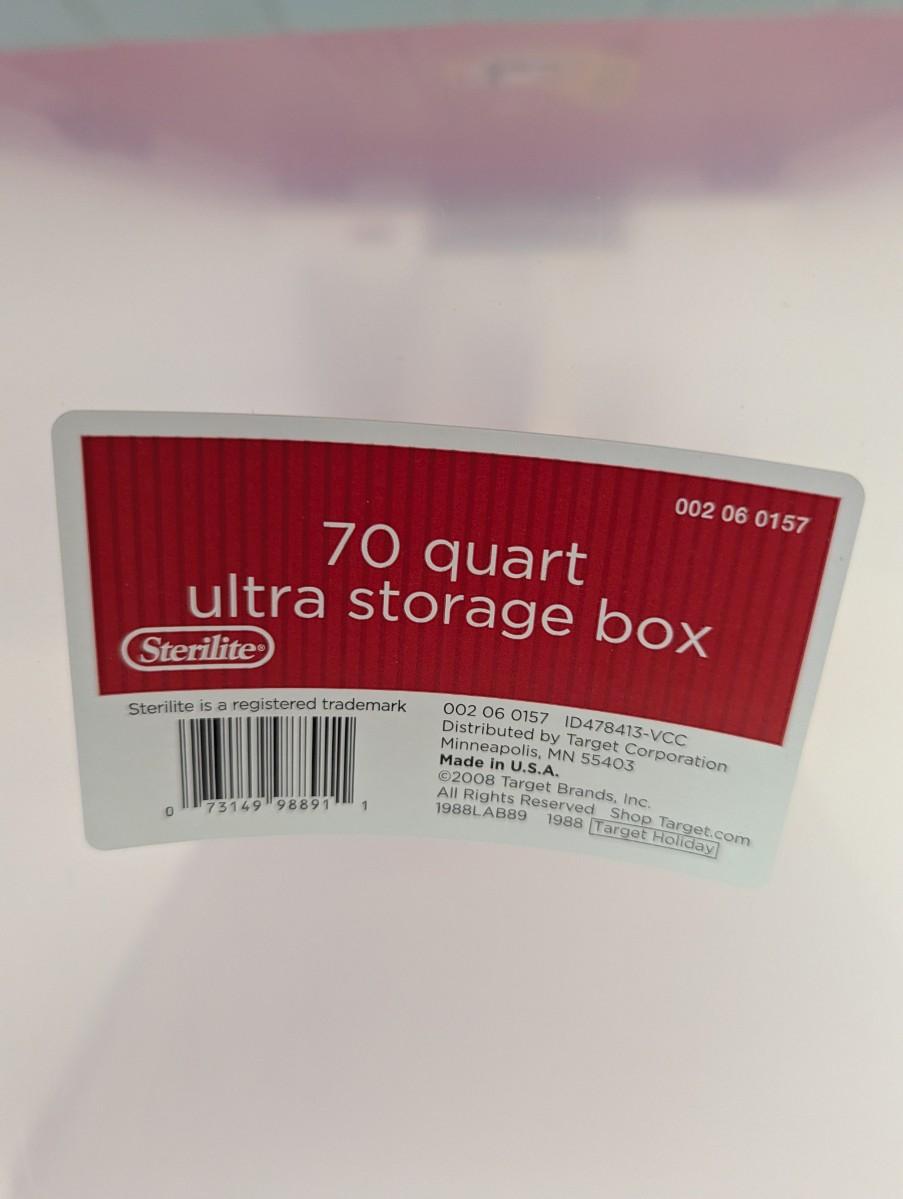 002 06 0157
70 quart
ultra storage box
Sterilite®
Sterilite is a registered trademark
0 73149 98891 1
002 06 0157 ID478413-VCC
Distributed by Target Corporation
Minneapolis, MN 55403
Made in U.S.A.
©2008 Target Brands, Inc.
All Rights Reserved Shop Target.com
1988LAB89 1988 Target Holiday